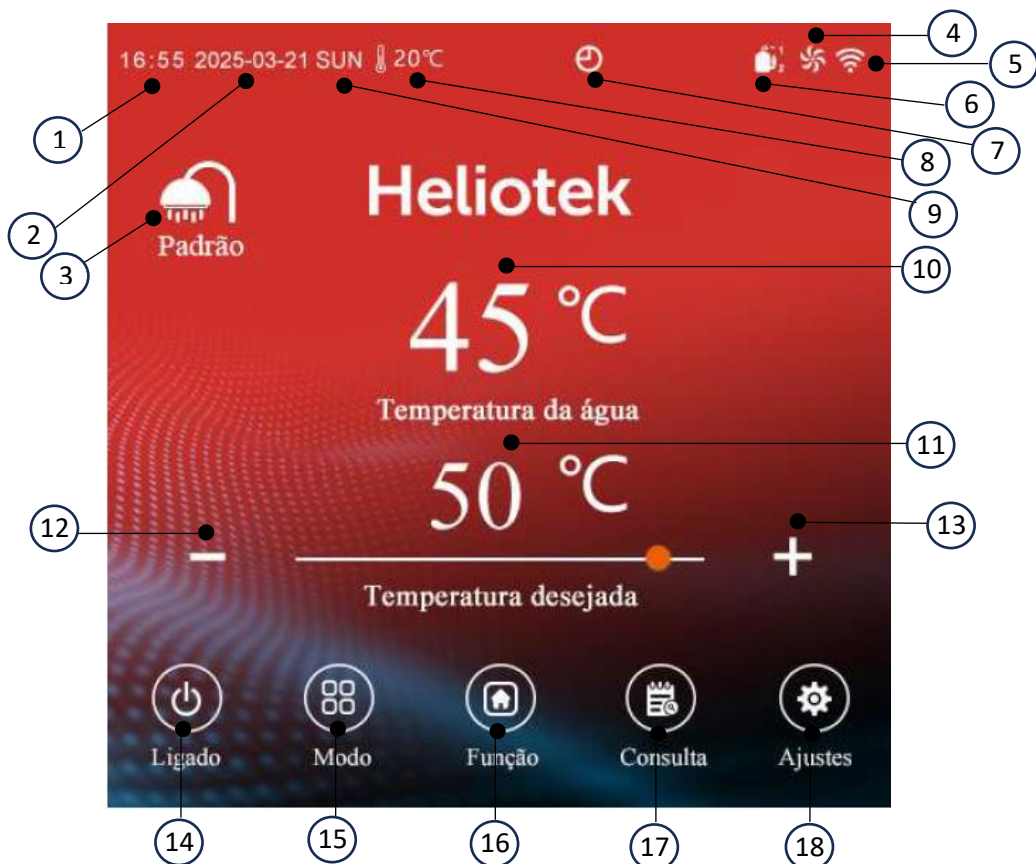 4
16:55 2025-03-21 SUN 20℃
5
6
1
7
8
Heliotek
9
2
Padrão
3
10
45 °C
Temperatura da água
11
50 °C
12
13
Temperatura desejada
Ligado Modo Função Consulta Ajustes
14 15 16 17 18